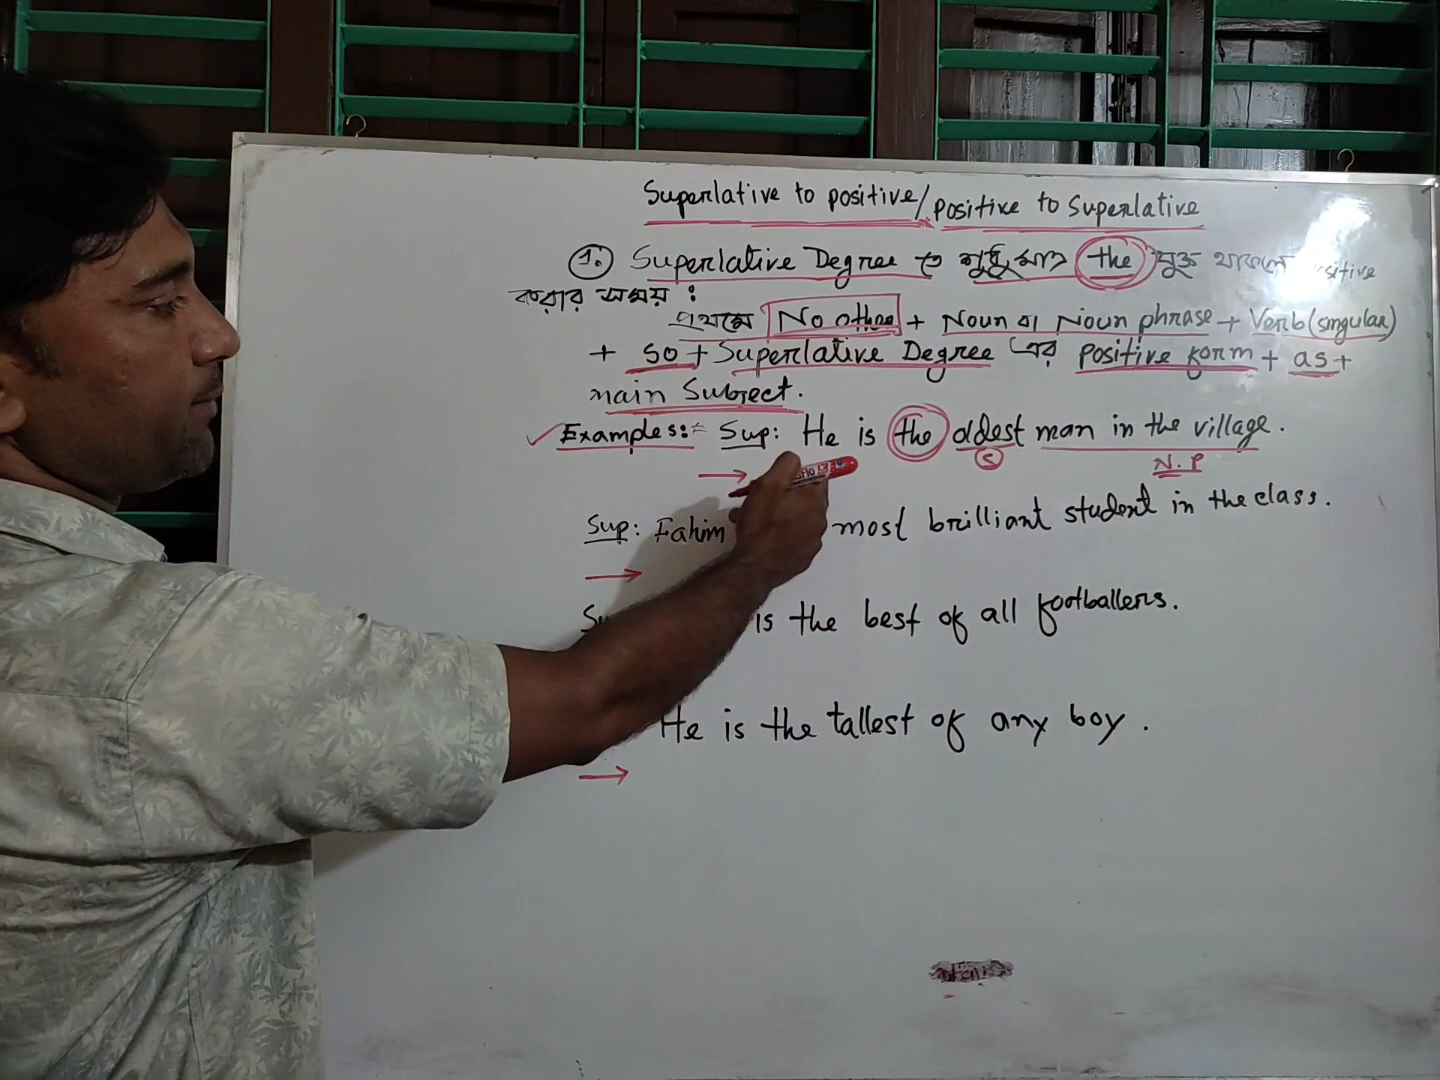 Superlative to positive/positive to Superlative
1. Superlative Degree এ শুধুমাত্র the যুক্ত থাকলে positive
করার সময় :
প্রথমে No other + Noun বা Noun phrase + Verb (singular)
+ so + Superlative Degree এর positive form + as +
main Subject.
Examples:- Sup: He is the oldest man in the village.
S N.P
Sup: Fahim most brilliant student in the class.
is the best of all footballers.
He is the tallest of any boy.